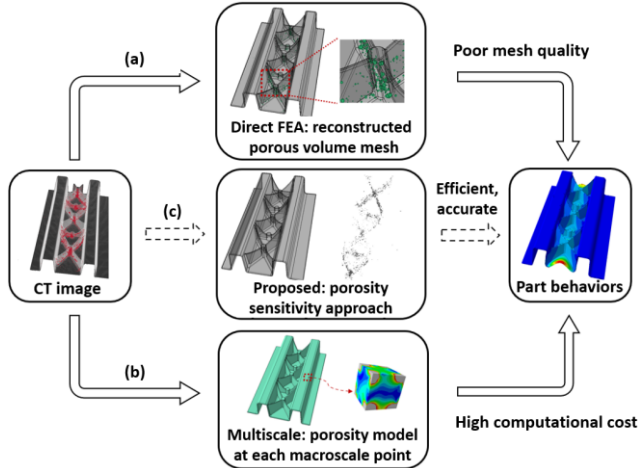 (a)
Poor mesh quality
Direct FEA: reconstructed
porous volume mesh
CT image
(c)
Proposed: porosity
sensitivity approach
Efficient,
accurate
Part behaviors
(b)
Multiscale: porosity model
at each macroscale point
High computational cost